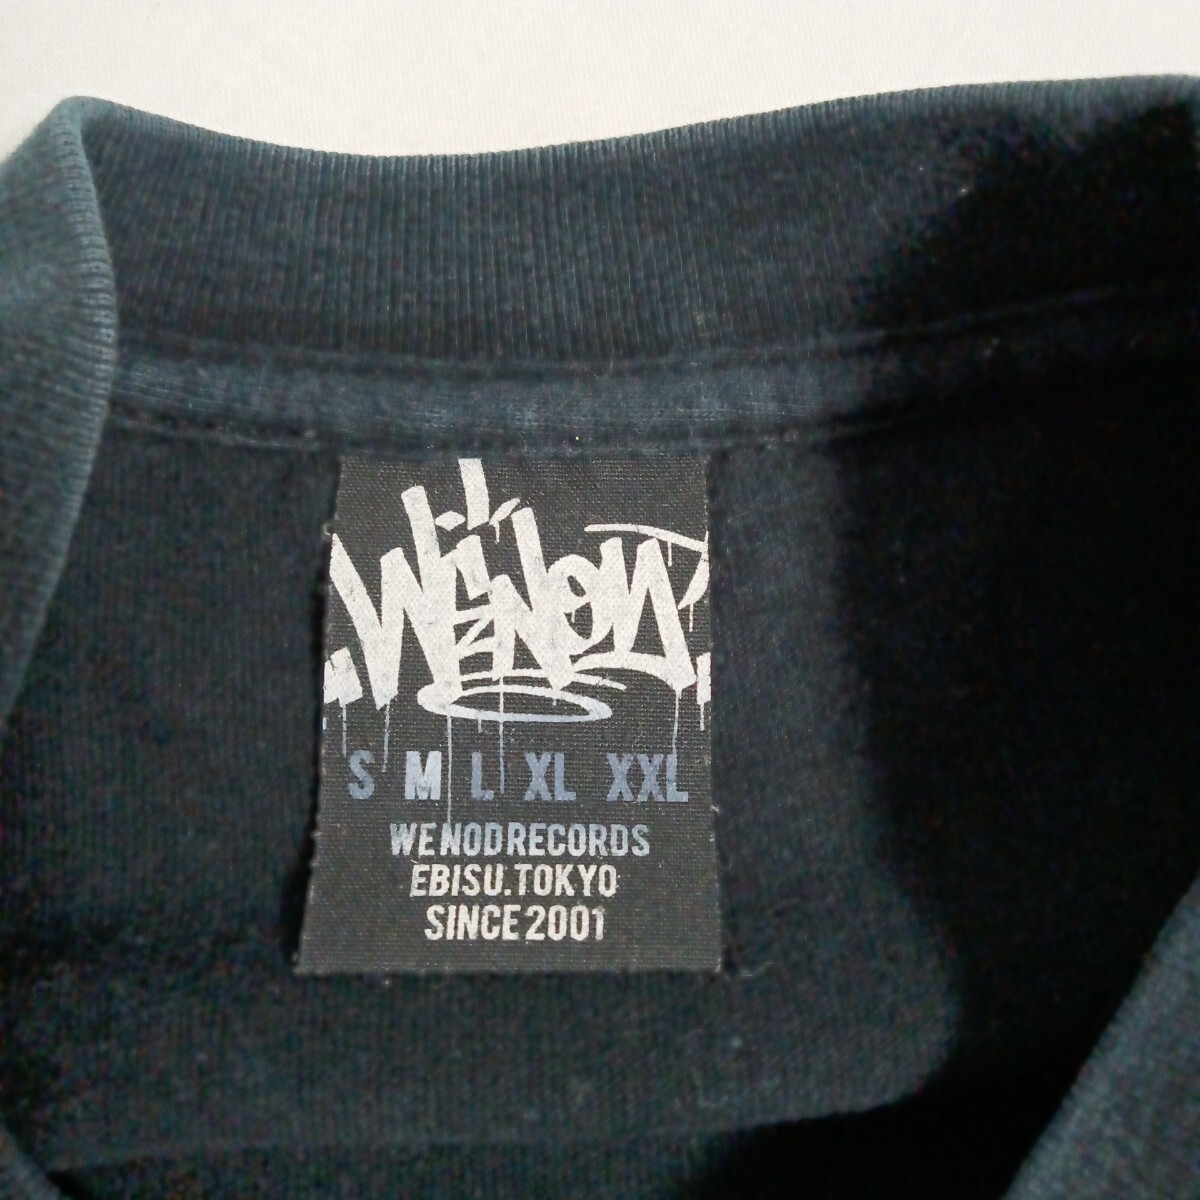 WENOD
S M L XL XXL
WENODRECORDS
EBISU.TOKYO
SINCE2001